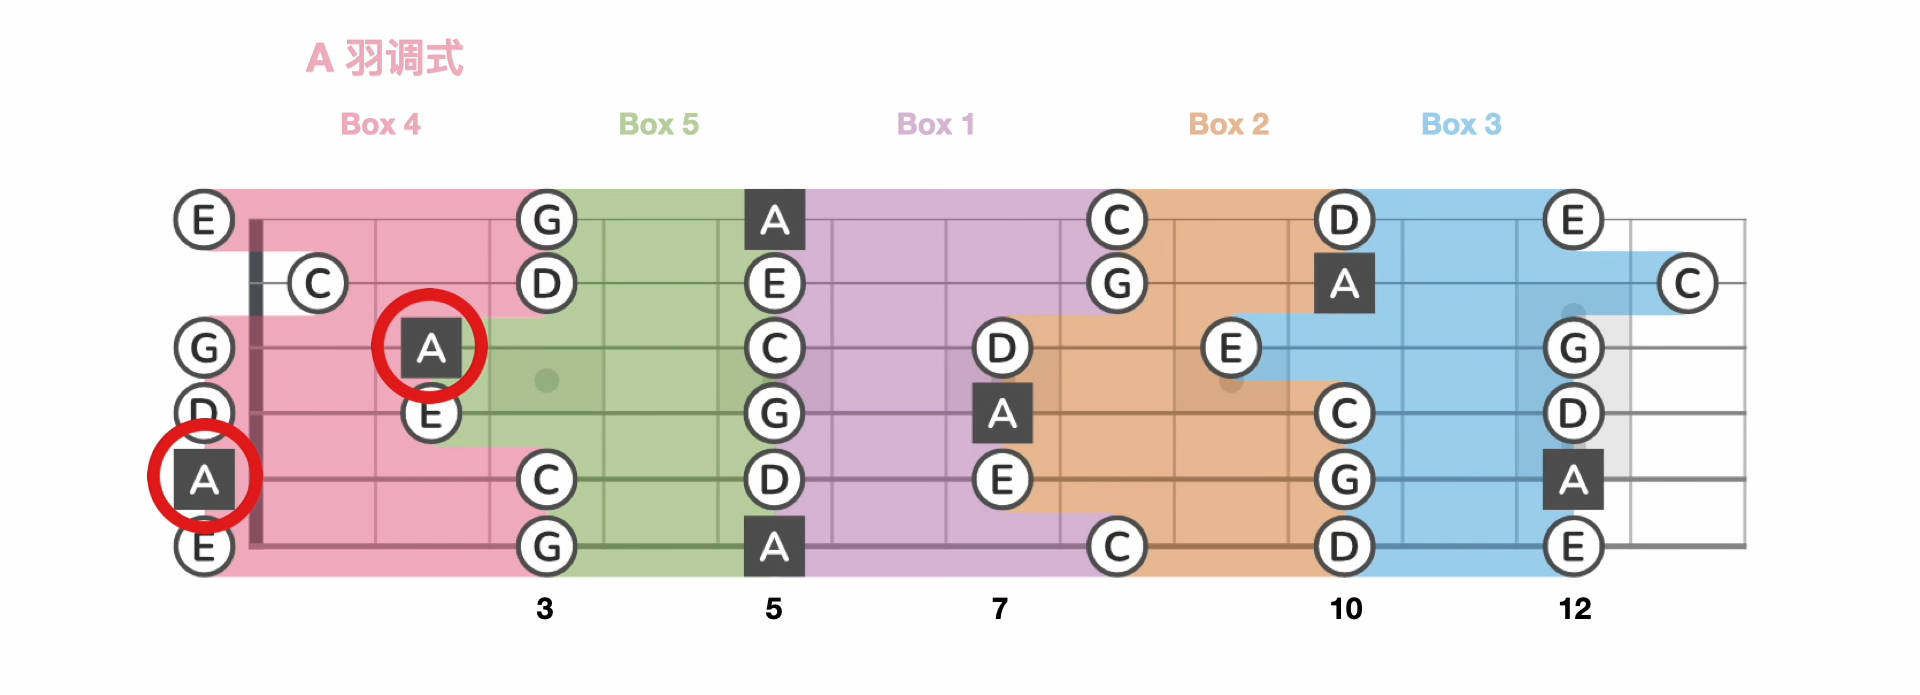 A 羽调式
Box 4 Box 5 Box 1 Box 2 Box 3
E G A C D E
C D E G A C
G A C D E G
D E G A C D
A C D E G A
E G A C D E
3 5 7 10 12